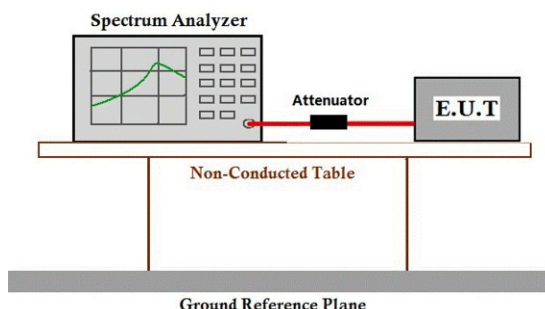 Spectrum Analyzer
Attenuator
E.U.T
Non-Conducted Table
Ground Reference Plane